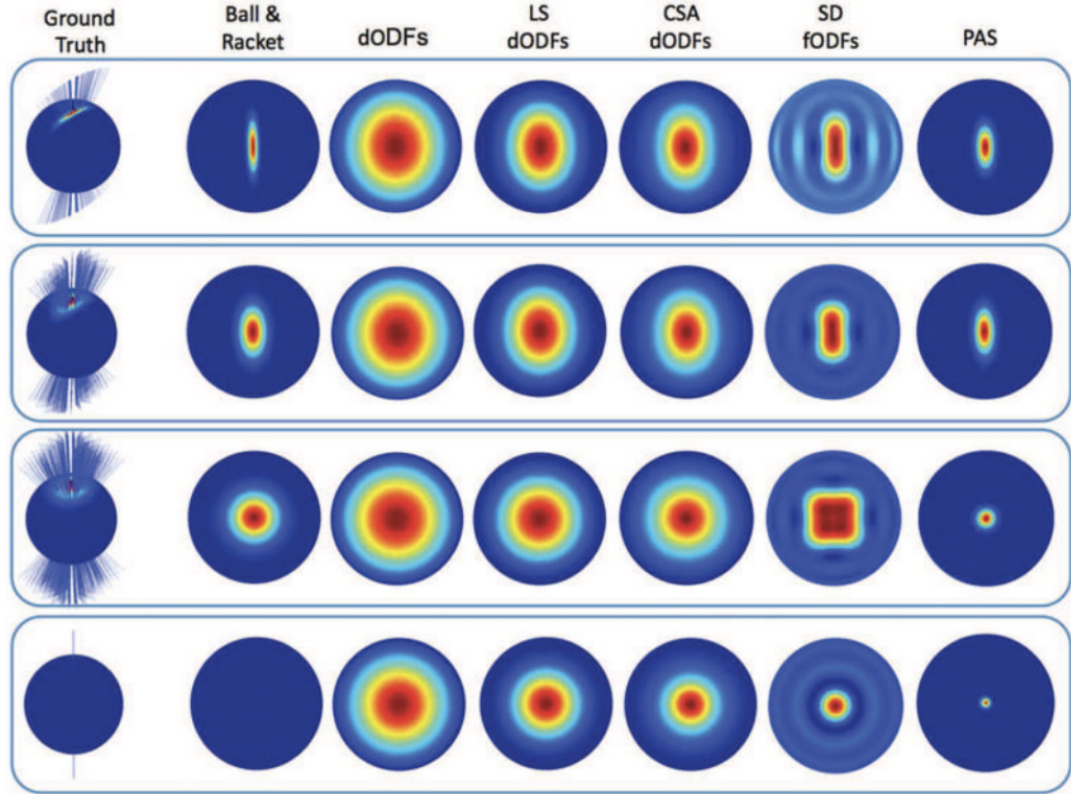 Ground
Truth
Ball &
Racket
dODFs
LS
dODFs
CSA
dODFs
SD
fODFs
PAS